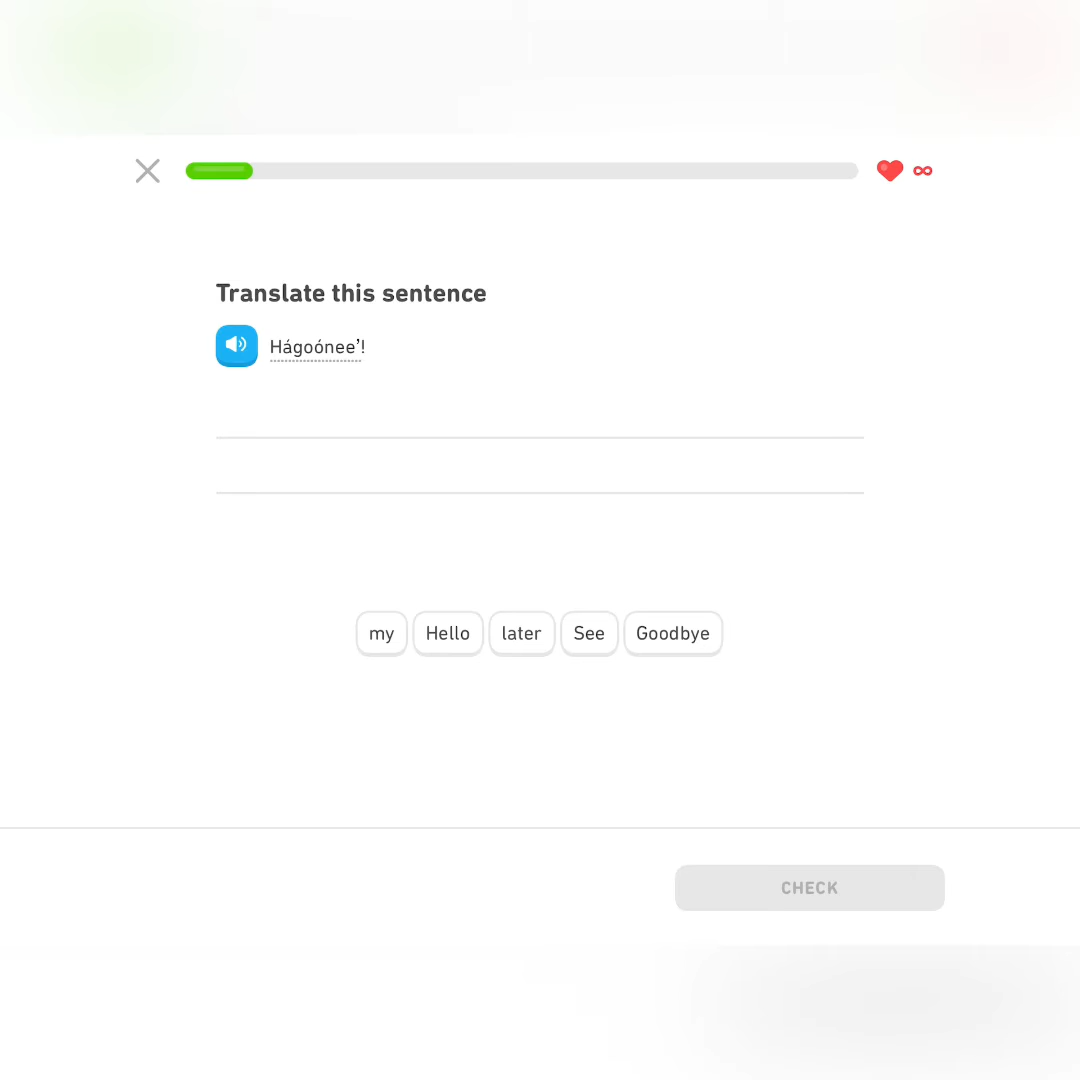 ∞
Translate this sentence
Hágoónee’!
my Hello later See Goodbye
CHECK